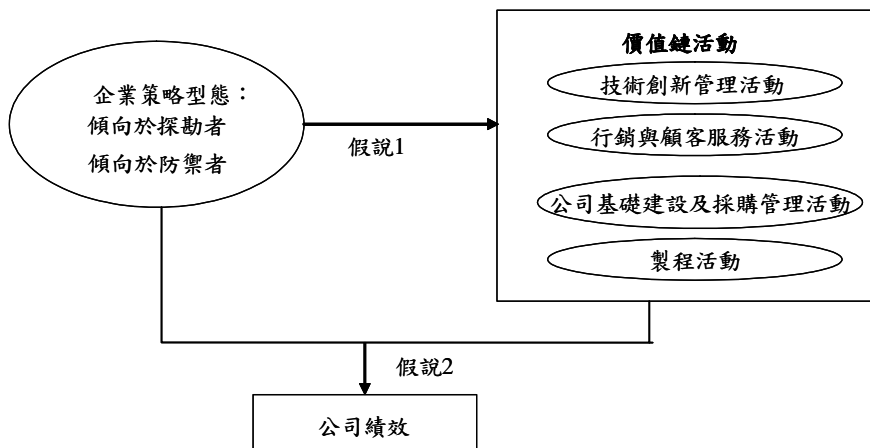 企業策略型態：
傾向於探勘者
傾向於防禦者
假說1
價值鏈活動
技術創新管理活動
行銷與顧客服務活動
公司基礎建設及採購管理活動
製程活動
假說2
公司績效